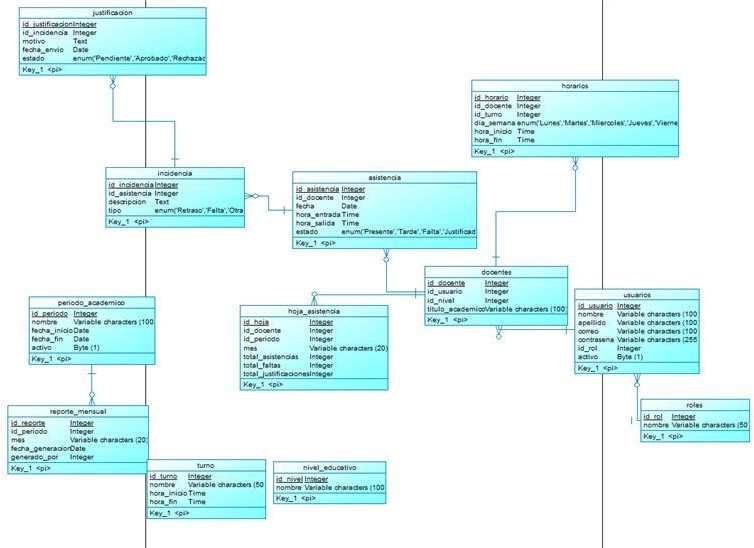 justificacion
id_justificacion Integer
id_incidencia Integer
motivo Text
fecha_envio Date
estado enum('Pendiente','Aprobado','Rechazad
Key_1 <pi>
horarios
id_horario Integer
id_docente Integer
id_turno Integer
dia_semana enum('Lunes','Martes','Miercoles','Jueves','Vierne
hora_inicio Time
hora_fin Time
Key_1 <pi>
incidencia
id_incidencia Integer
id_asistencia Integer
descripcion Text
tipo enum('Retraso','Falta','Otra
Key_1 <pi>
asistencia
id_asistencia Integer
id_docente Integer
fecha Date
hora_entrada Time
hora_salida Time
estado enum('Presente','Tarde','Falta','Justificad
Key_1 <pi>
docentes
id_docente Integer
id_usuario Integer
id_nivel Integer
titulo_academico Variable characters (100)
Key_1 <pi>
usuarios
id_usuario Integer
nombre Variable characters (100
apellido Variable characters (100
correo Variable characters (100
contrasena Variable characters (255
id_rol Integer
activo Byte (1)
Key_1 <pi>
periodo_academico
id_periodo Integer
nombre Variable characters (100
fecha_inicio Date
fecha_fin Date
activo Byte (1)
Key_1 <pi>
hoja_asistencia
id_hoja Integer
id_docente Integer
id_periodo Integer
mes Variable characters (20)
total_asistencias Integer
total_faltas Integer
total_justificaciones Integer
Key_1 <pi>
roles
id_rol Integer
nombre Variable characters (50
Key_1 <pi>
reporte_mensual
id_reporte Integer
id_periodo Integer
mes Variable characters (20)
fecha_generacion Date
generado_por Integer
Key_1 <pi>
turno
id_turno Integer
nombre Variable characters (50
hora_inicio Time
hora_fin Time
Key_1 <pi>
nivel_educativo
id_nivel Integer
nombre Variable characters (100
Key_1 <pi>